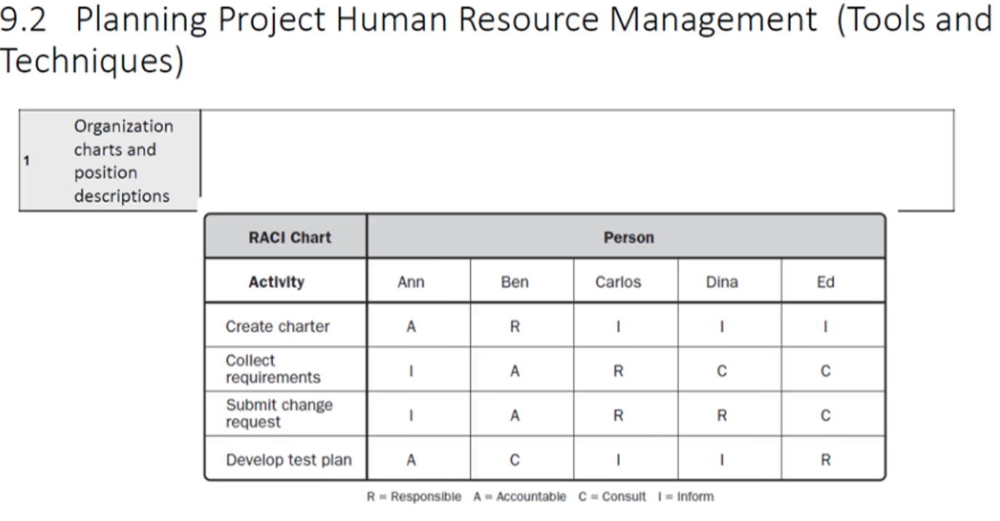 9.2 Planning Project Human Resource Management (Tools and
Techniques)
1
Organization
charts and
position
descriptions
RACI Chart Person
Activity Ann Ben Carlos Dina Ed
Create charter A R I I I
Collect
requirements I A R C C
Submit change
request I A R R C
Develop test plan A C I I R
R = Responsible A = Accountable C = Consult I = Inform